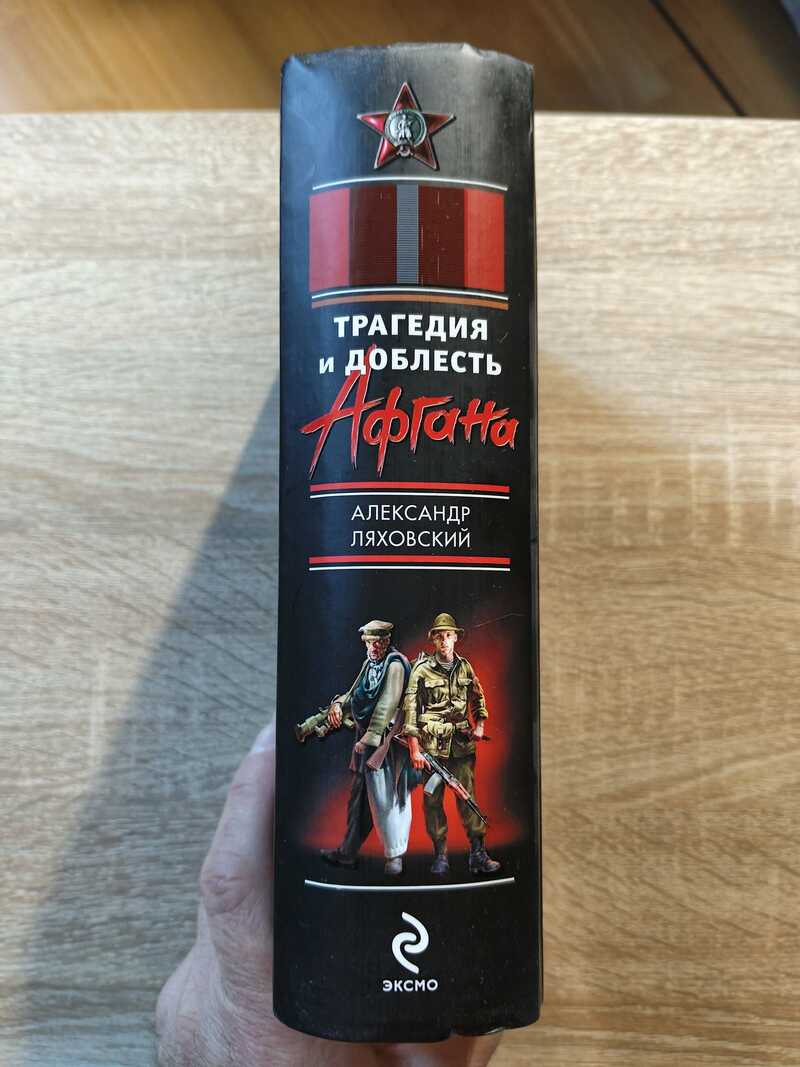 ТРАГЕДИЯ
и ДОБЛЕСТЬ
Афгана
АЛЕКСАНДР
ЛЯХОВСКИЙ
ЭКСМО